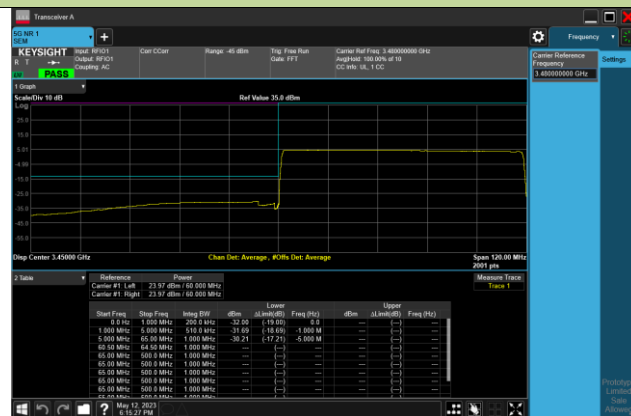 Transceiver A
5G NR 1
SEM
Frequency
KEYSIGHT
R T
PASS
Input: RFIO1
Output: RFIO1
Coupling: AC
Corr CCorr
Range: -45 dBm
Trig: Free Run
Gate: FFT
Carrier Ref Freq: 3.480000000 GHz
Avg|Hold: 100.00% of 10
CC Info: UL, 1 CC
Carrier Reference
Frequency
3.480000000 GHz
Settings
1 Graph
Scale/Div 10 dB
Ref Value 35.0 dBm
Log
25.0
15.0
5.01
-4.99
-15.0
-25.0
-35.0
-45.0
-55.0
Disp Center 3.45000 GHz
Chan Det: Average , #Offs Det: Average
Span 120.00 MHz
2001 pts
2 Table
Reference Power
Carrier #1: Left 23.97 dBm / 60.000 MHz
Carrier #1: Right 23.97 dBm / 60.000 MHz
Measure Trace
Trace 1
Lower Upper
Start Freq Stop Freq Integ BW dBm ΔLimit(dB) Freq (Hz) dBm ΔLimit(dB) Freq (Hz)
0.0 Hz 1.000 MHz 200.0 kHz -32.00 (-19.00) 0.0 --- (---) ---
1.000 MHz 5.000 MHz 510.0 kHz -31.69 (-18.69) -1.000 M --- (---) ---
5.000 MHz 65.00 MHz 1.000 MHz -30.21 (-17.21) -5.000 M --- (---) ---
60.50 MHz 64.50 MHz 1.000 MHz --- (---) --- --- (---) ---
65.00 MHz 500.0 MHz 1.000 MHz --- (---) --- --- (---) ---
65.00 MHz 500.0 MHz 1.000 MHz --- (---) --- --- (---) ---
65.00 MHz 500.0 MHz 1.000 MHz --- (---) --- --- (---) ---
65.00 MHz 500.0 MHz 1.000 MHz --- (---) --- --- (---) ---
65.00 MHz 500.0 MHz 1.000 MHz --- (---) --- --- (---) ---
May 12, 2023
6:15:27 PM
Prototype
Limited
Sale
Allowed